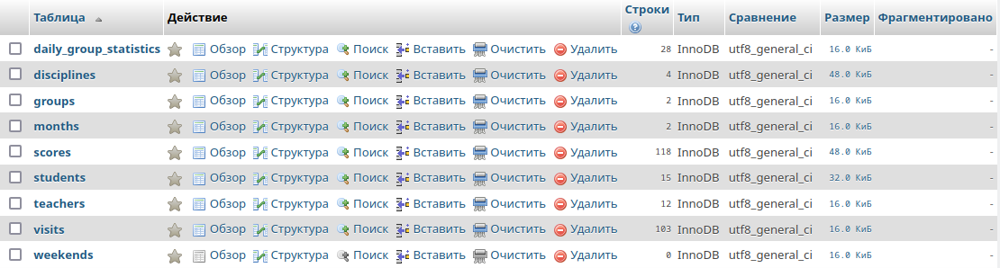 Таблица Действие Строки Тип Сравнение Размер Фрагментировано
daily_group_statistics Обзор Структура Поиск Вставить Очистить Удалить 28 InnoDB utf8_general_ci 16.0 КиБ -
disciplines Обзор Структура Поиск Вставить Очистить Удалить 4 InnoDB utf8_general_ci 48.0 КиБ -
groups Обзор Структура Поиск Вставить Очистить Удалить 2 InnoDB utf8_general_ci 16.0 КиБ -
months Обзор Структура Поиск Вставить Очистить Удалить 2 InnoDB utf8_general_ci 16.0 КиБ -
scores Обзор Структура Поиск Вставить Очистить Удалить 118 InnoDB utf8_general_ci 48.0 КиБ -
students Обзор Структура Поиск Вставить Очистить Удалить 15 InnoDB utf8_general_ci 32.0 КиБ -
teachers Обзор Структура Поиск Вставить Очистить Удалить 12 InnoDB utf8_general_ci 16.0 КиБ -
visits Обзор Структура Поиск Вставить Очистить Удалить 103 InnoDB utf8_general_ci 16.0 КиБ -
weekends Обзор Структура Поиск Вставить Очистить Удалить 0 InnoDB utf8_general_ci 16.0 КиБ -